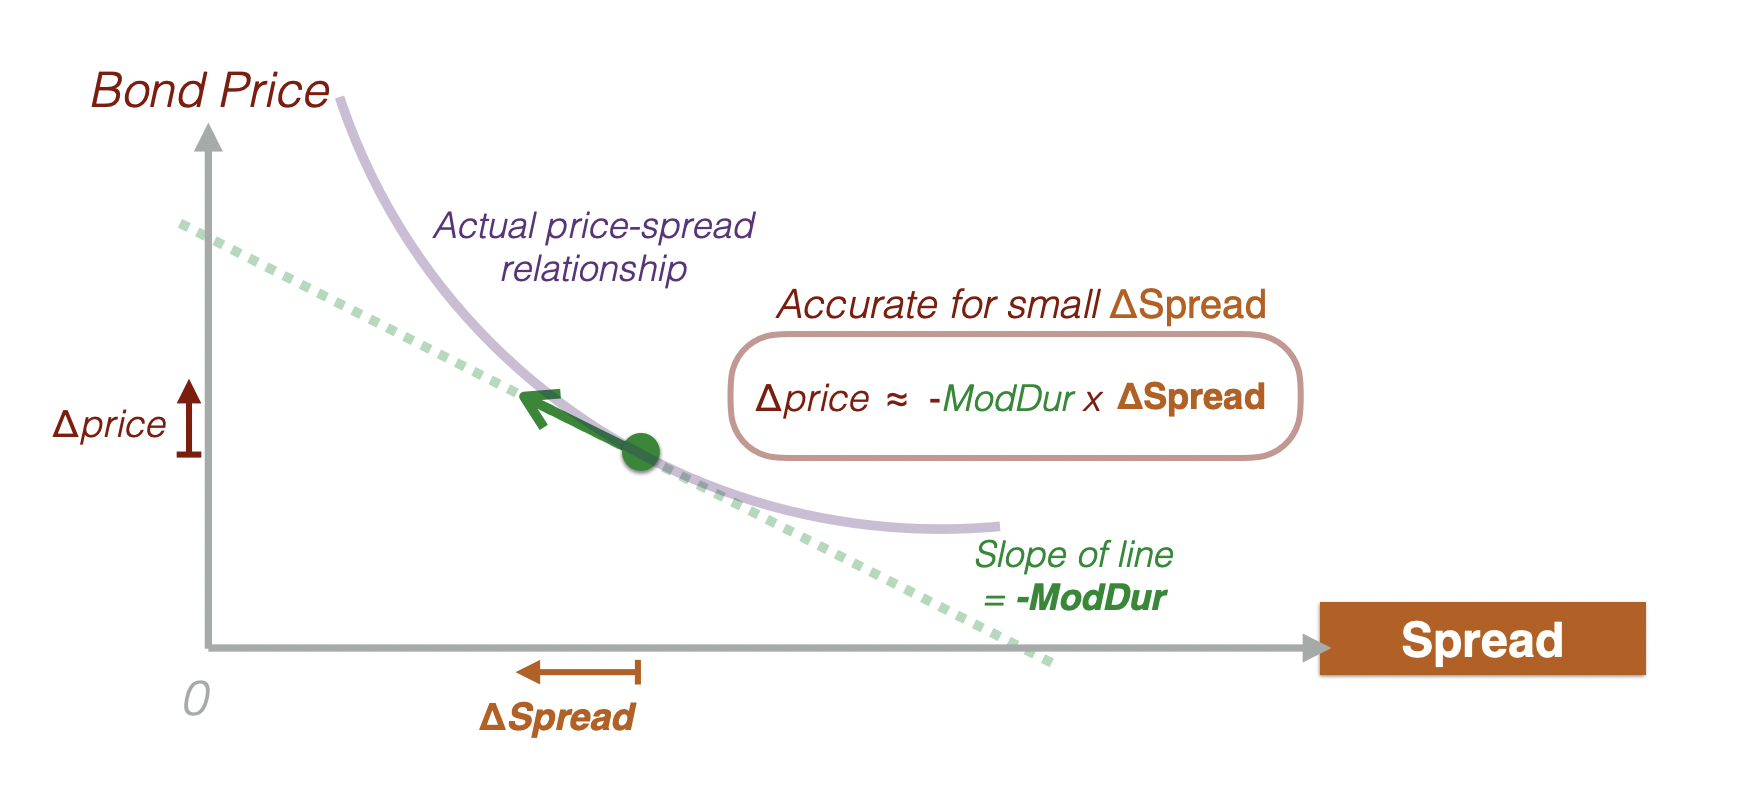 Bond Price
Actual price-spread
relationship
Accurate for small ΔSpread
Δprice ≈ -ModDur x ΔSpread
Δprice
Slope of line
= -ModDur
Spread
0
ΔSpread